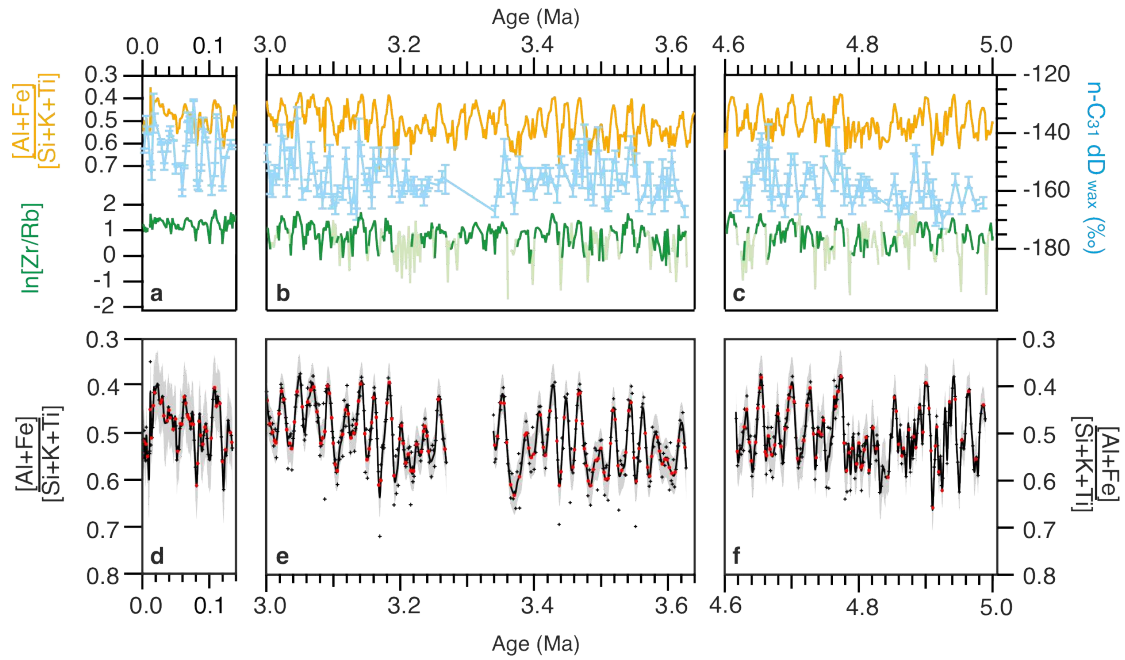 Age (Ma)
0.0 0.1 3.0 3.2 3.4 3.6 4.6 4.8 5.0
0.3
0.4
0.5
0.6
0.7
[Al+Fe]
[Si+K+Ti]
2
1
0
-1
-2
ln[Zr/Rb]
-120
-140
-160
-180
n-C31 dDwax (‰)
a b c
0.3
0.4
0.5
0.6
0.7
0.8
[Al+Fe]
[Si+K+Ti]
0.3
0.4
0.5
0.6
0.7
0.8
[Al+Fe]
[Si+K+Ti]
d e f
0.0 0.1 3.0 3.2 3.4 3.6 4.6 4.8 5.0
Age (Ma)